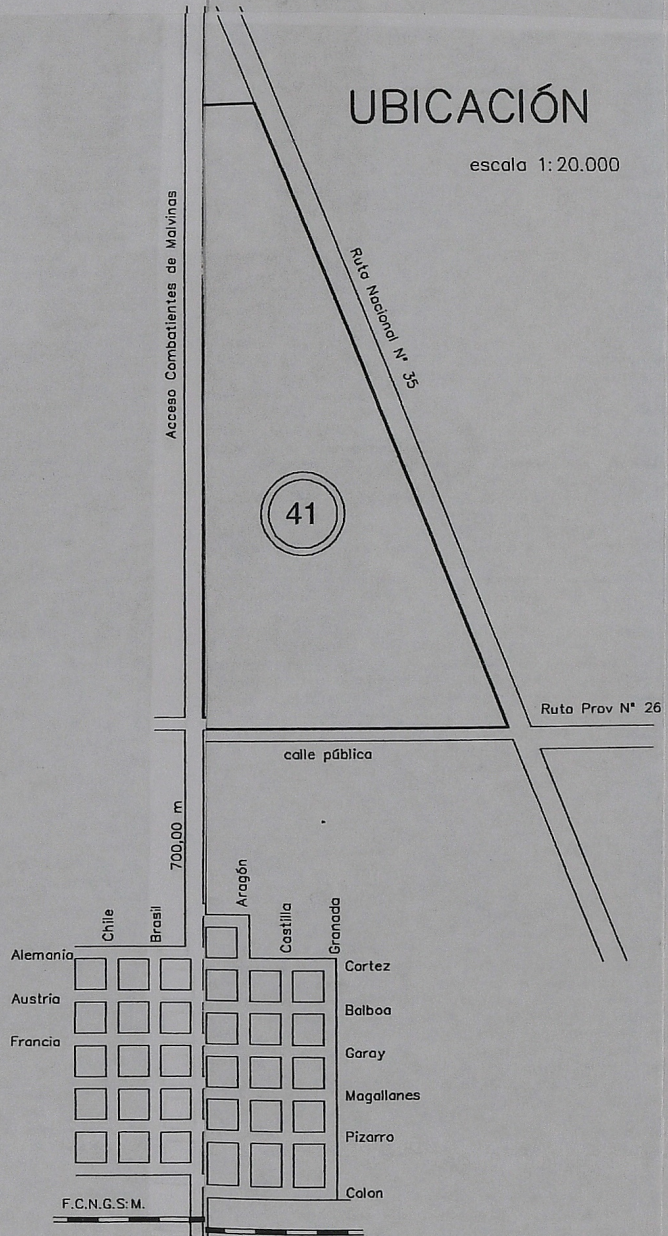 UBICACIÓN
escala 1:20.000
Acceso Combatientes de Malvinas
Ruta Nacional N° 35
41
Ruta Prov N° 26
calle pública
700,00 m
Chile
Brasil
Aragón
Castilla
Granada
Alemania
Cortez
Austria
Balboa
Francia
Garay
Magallanes
Pizarro
Colon
F.C.N.G.S:M.